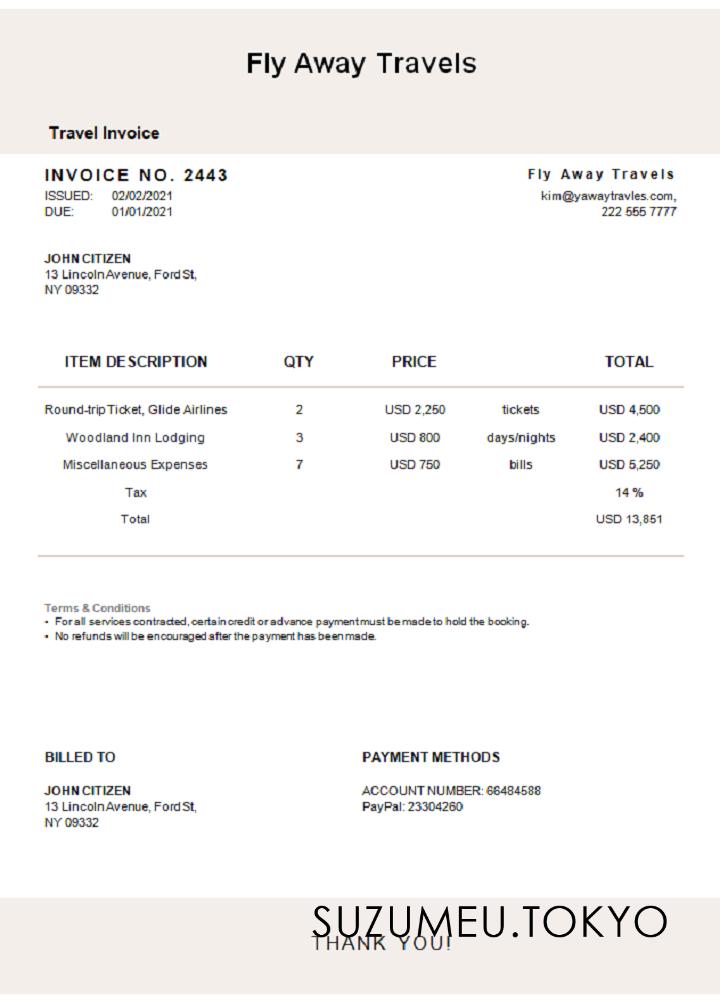 Fly Away Travels
Travel Invoice
INVOICE NO. 2443
ISSUED: 02/02/2021
DUE: 01/01/2021
Fly Away Travels
kim@yawaytravles.com,
222 555 7777
JOHN CITIZEN
13 Lincoln Avenue, Ford St,
NY 09332
ITEM DESCRIPTION QTY PRICE TOTAL
Round-trip Ticket, Glide Airlines 2 USD 2,250 tickets USD 4,500
Woodland Inn Lodging 3 USD 800 days/nights USD 2,400
Miscellaneous Expenses 7 USD 750 bills USD 5,250
Tax 14 %
Total USD 13,851
Terms & Conditions
• For all services contracted, certain credit or advance payment must be made to hold the booking.
• No refunds will be encouraged after the payment has been made.
BILLED TO
JOHN CITIZEN
13 Lincoln Avenue, Ford St,
NY 09332
PAYMENT METHODS
ACCOUNT NUMBER: 66484588
PayPal: 23304260
SUZUMEU.TOKYO
THANK YOU!